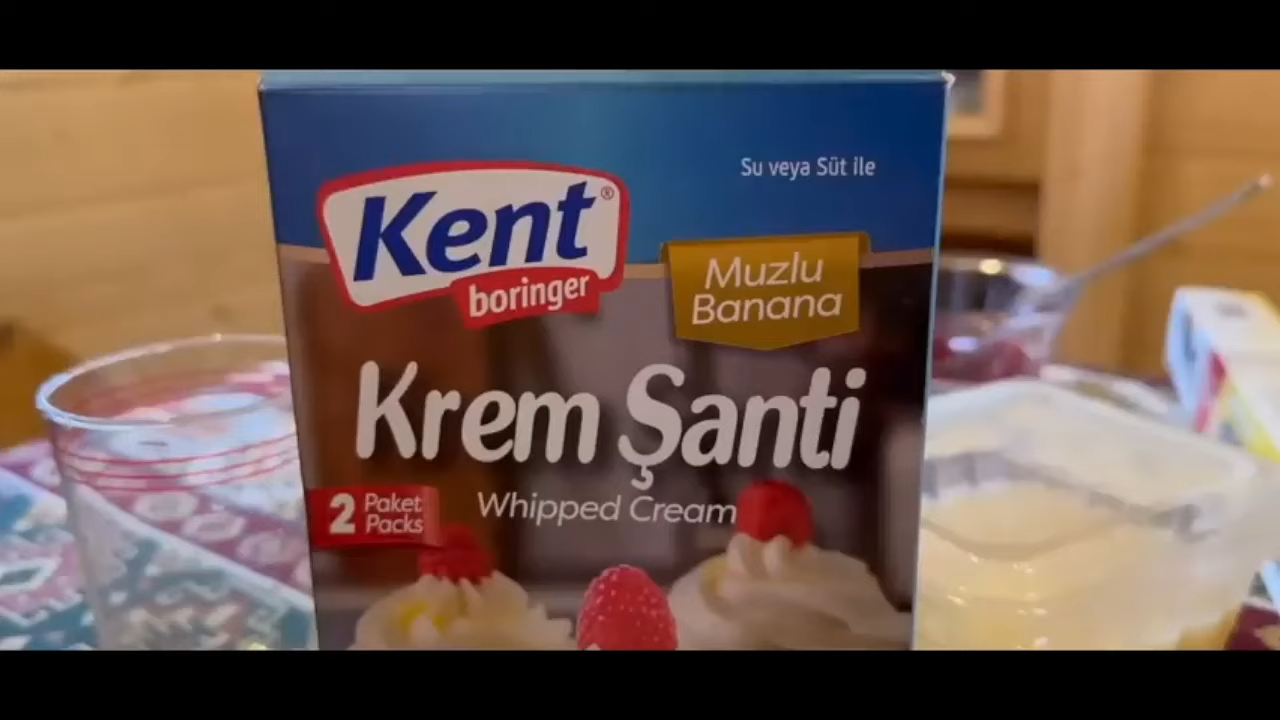 Su veya Süt ile
Kent®
boringer
Muzlu
Banana
Krem Şanti
Whipped Cream
2 Paket
Packs